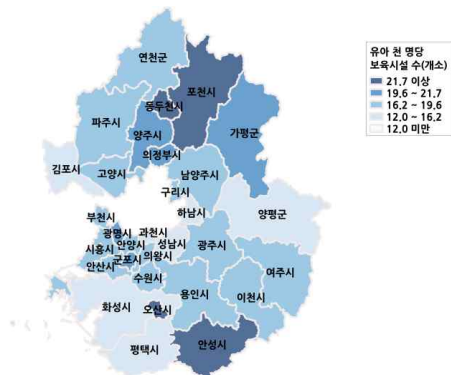 유아 천 명당
보육시설 수(개소)
21.7 이상
19.6 ~ 21.7
16.2 ~ 19.6
12.0 ~ 16.2
12.0 미만
연천군
포천시
동두천시
파주시
양주시
가평군
의정부시
김포시
고양시
남양주시
구리시
하남시
양평군
부천시
광명시
과천시
시흥시
안양시
성남시
광주시
군포시
의왕시
안산시
수원시
여주시
용인시
이천시
화성시
오산시
평택시
안성시